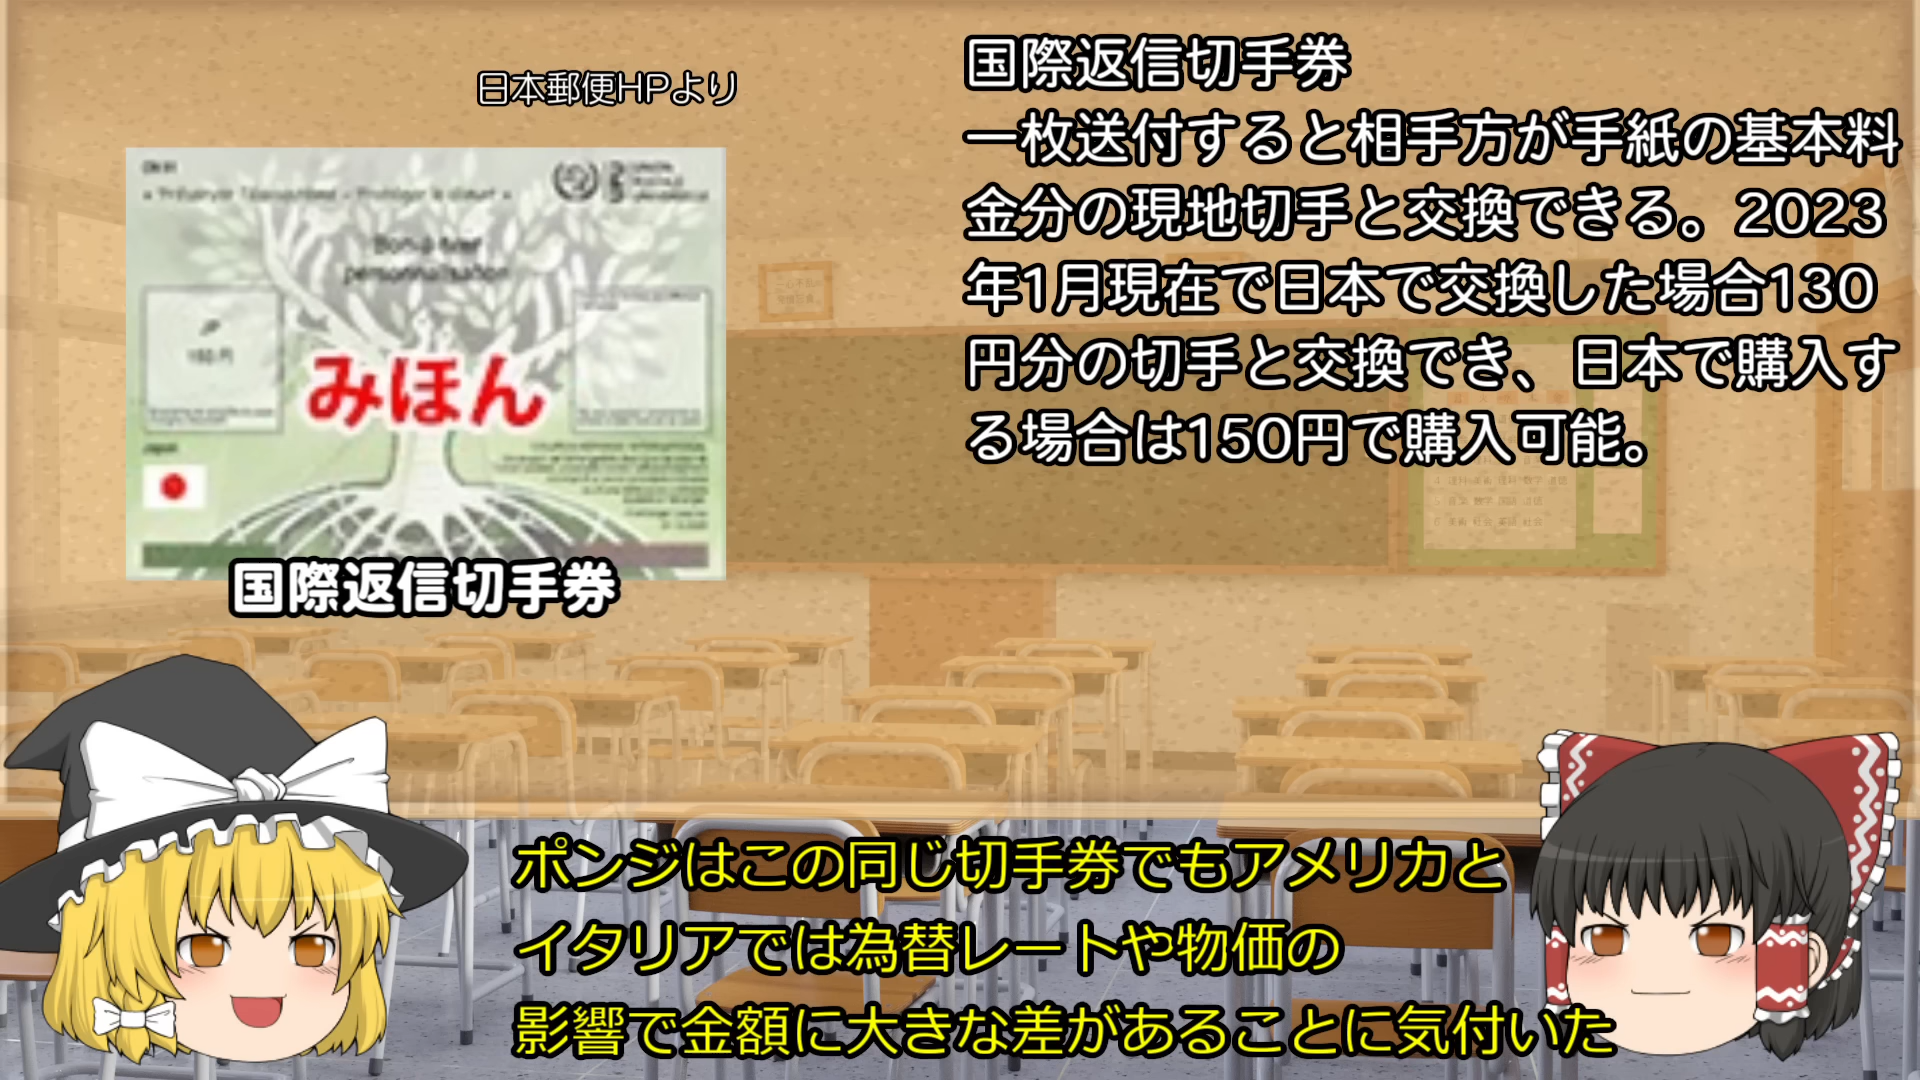 日本郵便HPより
国際返信切手券
一枚送付すると相手方が手紙の基本料
金分の現地切手と交換できる。2023
年1月現在で日本で交換した場合130
円分の切手と交換でき、日本で購入す
る場合は150円で購入可能。
みほん
国際返信切手券
ポンジはこの同じ切手券でもアメリカと
イタリアでは為替レートや物価の
影響で金額に大きな差があることに気付いた